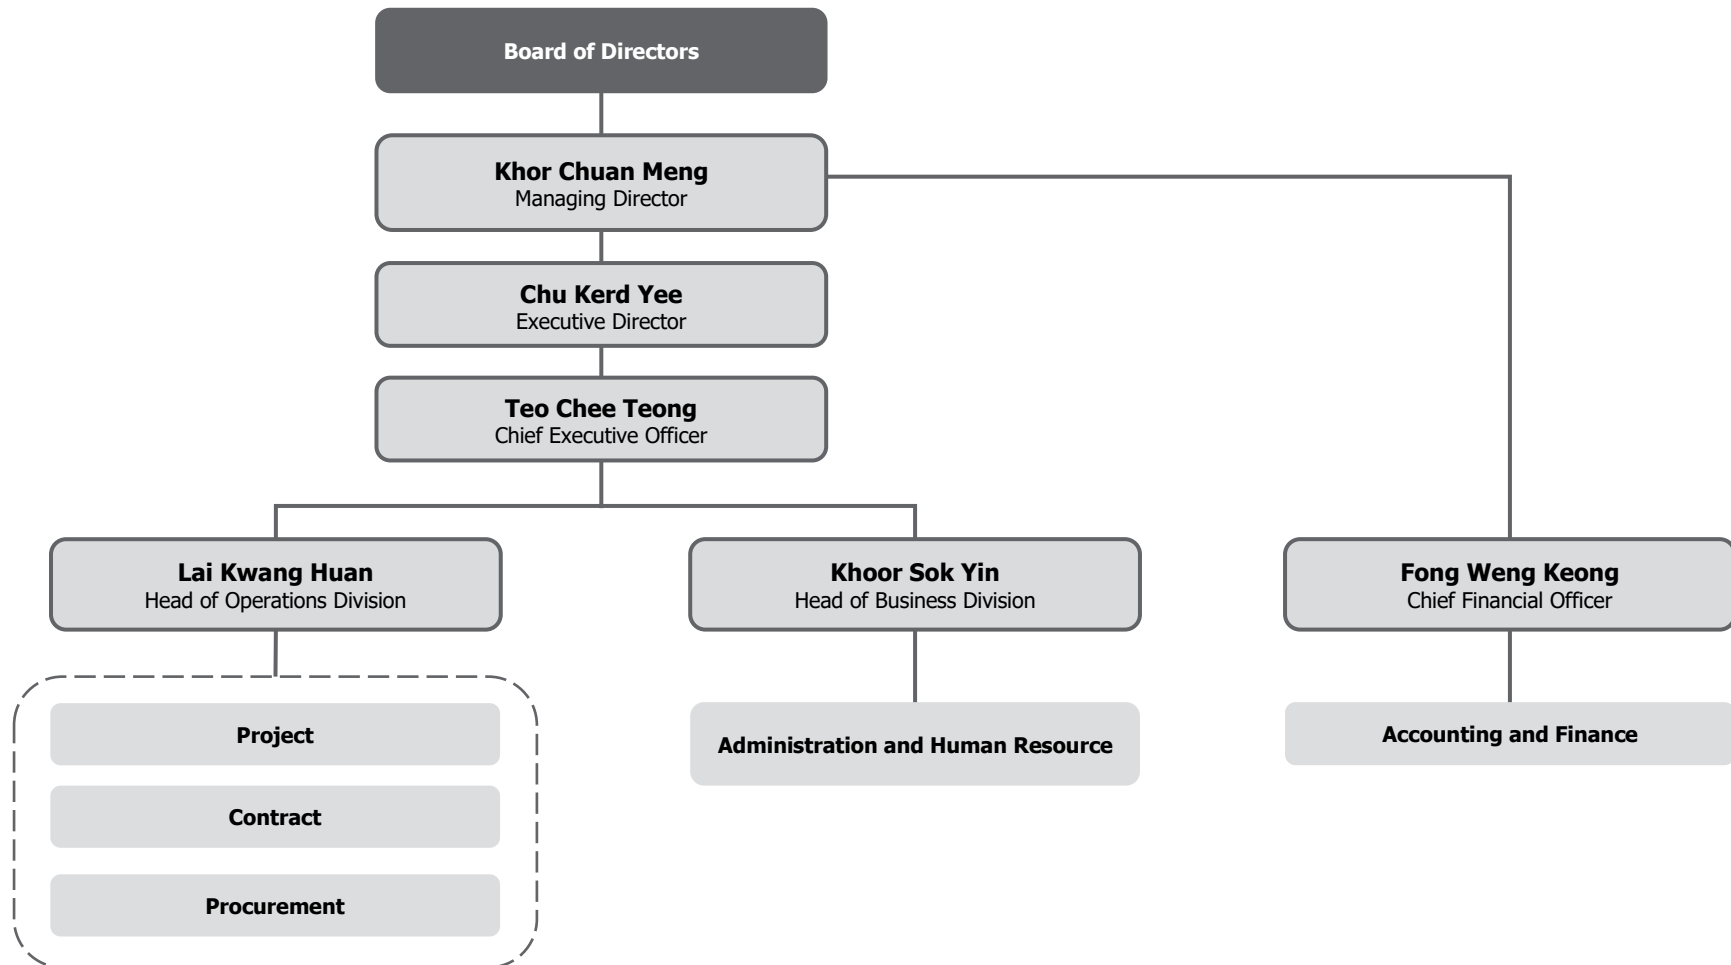 Board of Directors
Khor Chuan Meng
Managing Director
Chu Kerd Yee
Executive Director
Teo Chee Teong
Chief Executive Officer
Lai Kwang Huan
Head of Operations Division
Khoor Sok Yin
Head of Business Division
Fong Weng Keong
Chief Financial Officer
Project
Contract
Procurement
Administration and Human Resource
Accounting and Finance